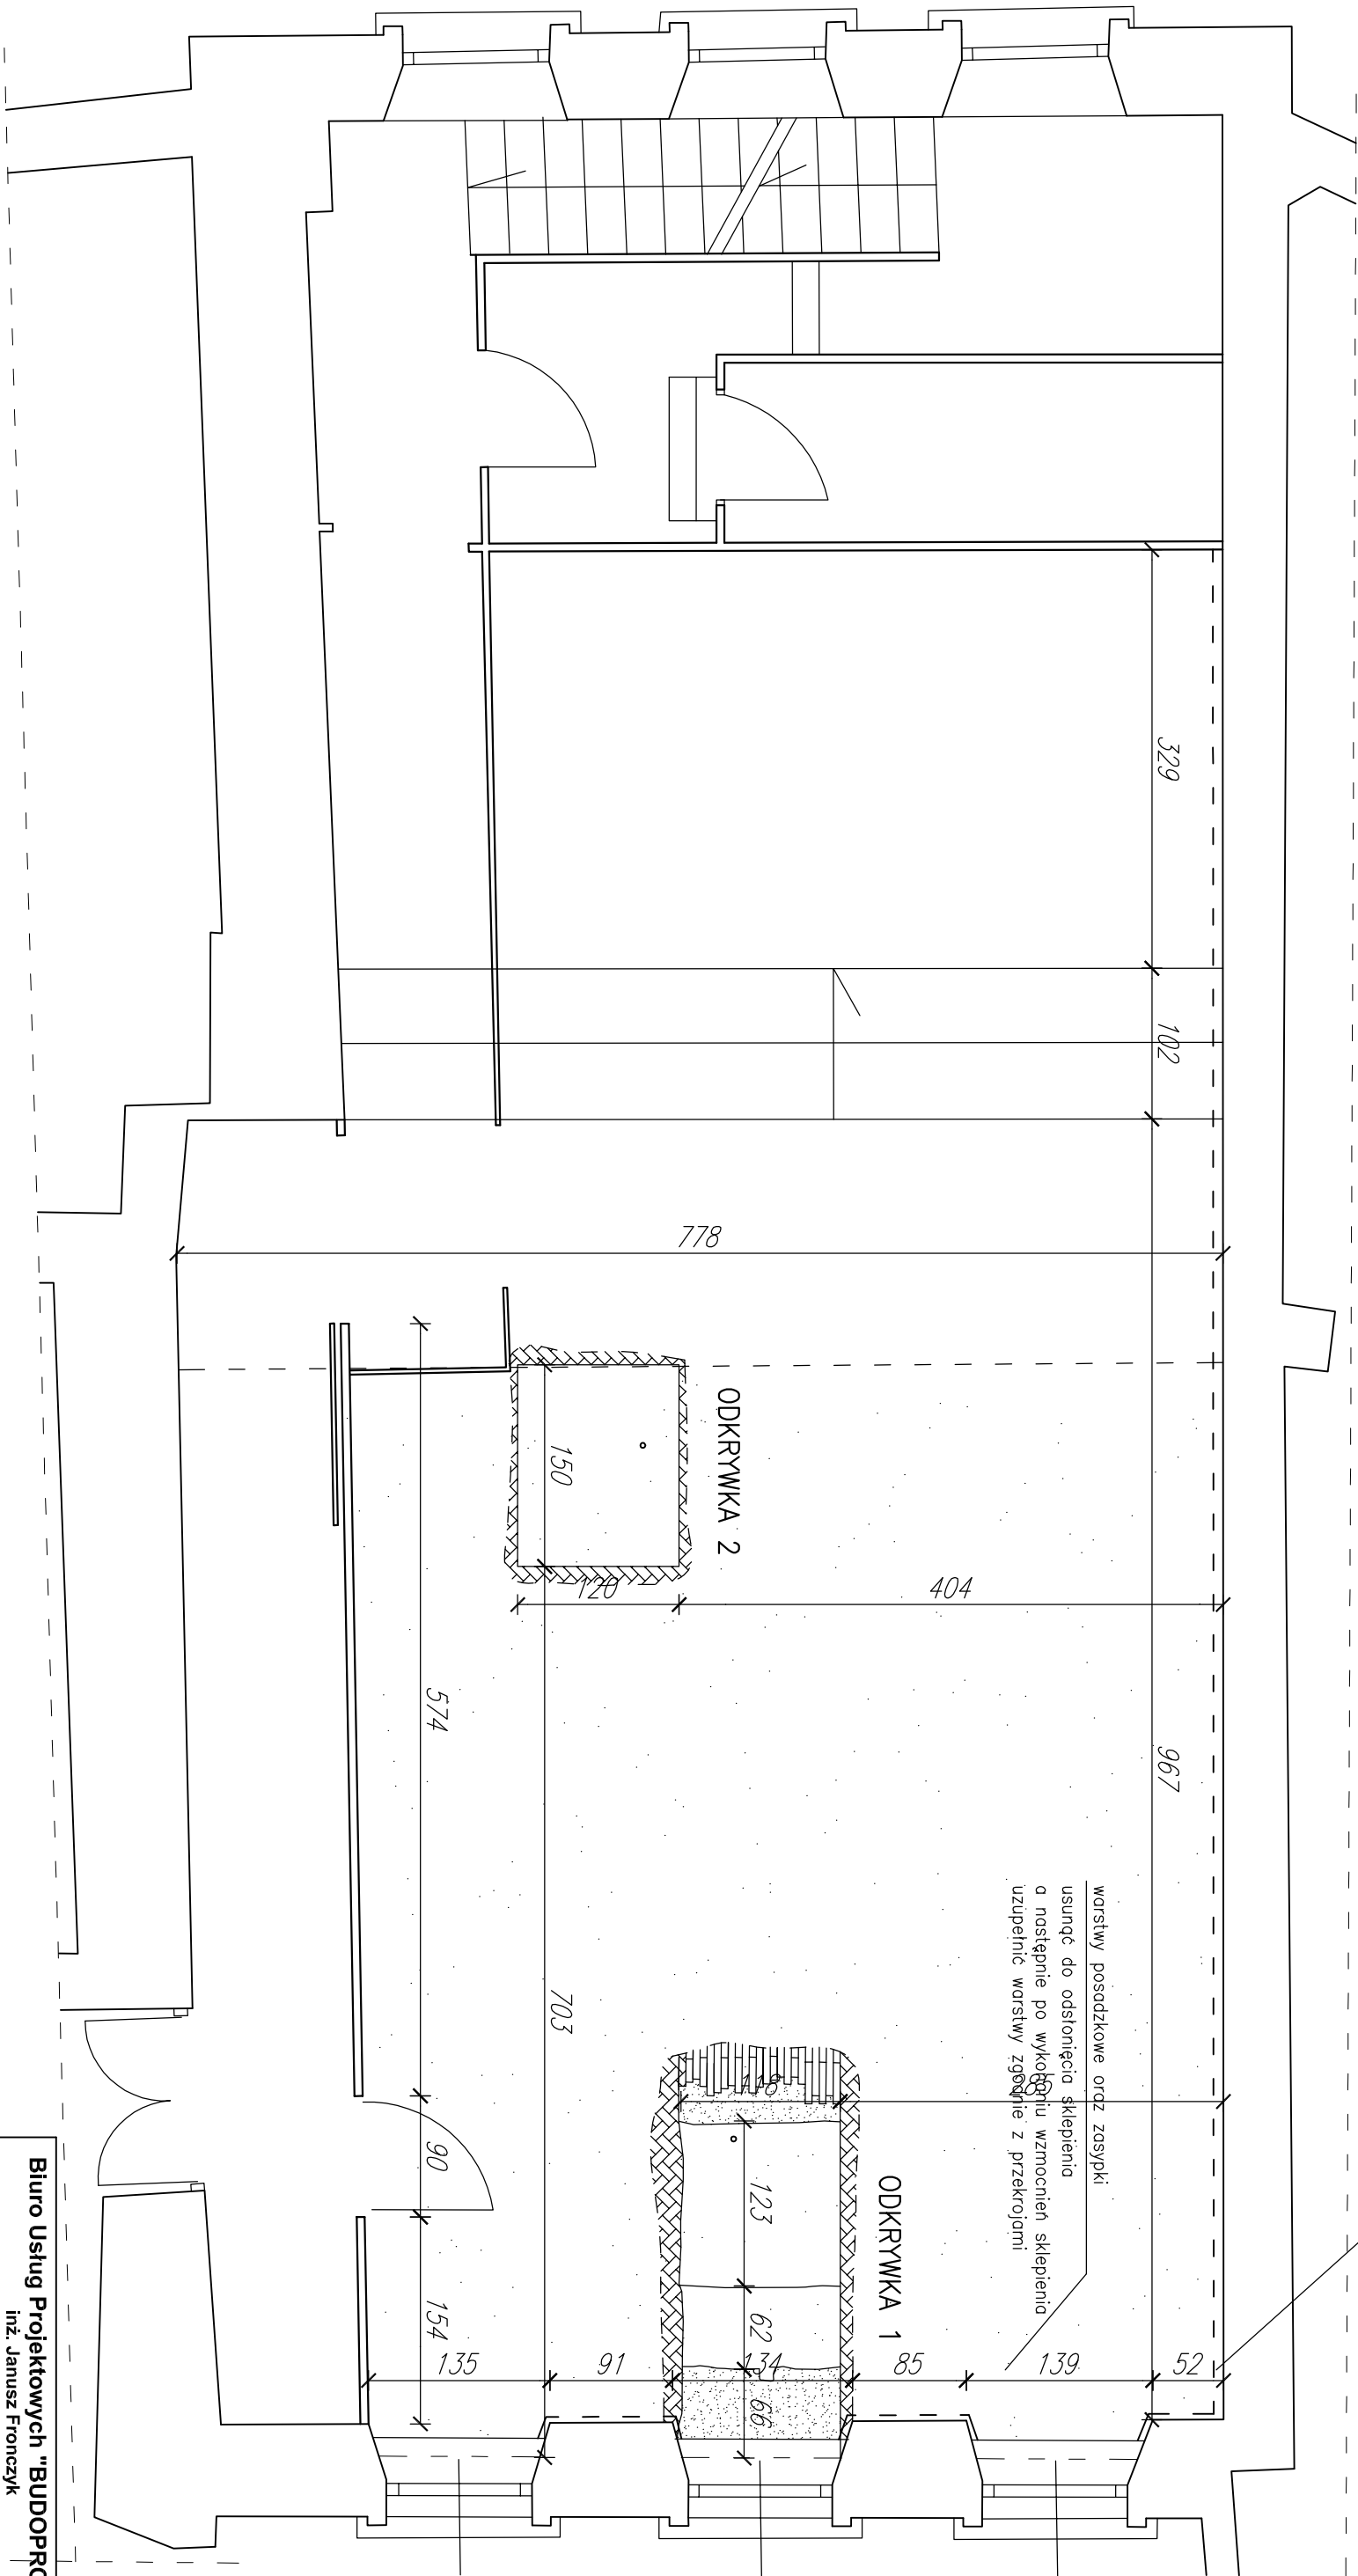 329
102
778
ODKRYWKA 2
150
120
404
574
967
703
warstwy posadzkowe oraz zasypki
usunąć do odsłonięcia sklepienia
a następnie po wykonaniu wzmocnień sklepienia
uzupełnić warstwy zgodnie z przekrojami
118
90
123
ODKRYWKA 1
154
62
135
91
134
85
139
52
66
Biuro Usług Projektowych "BUDOPRO
inż. Janusz Fronczyk